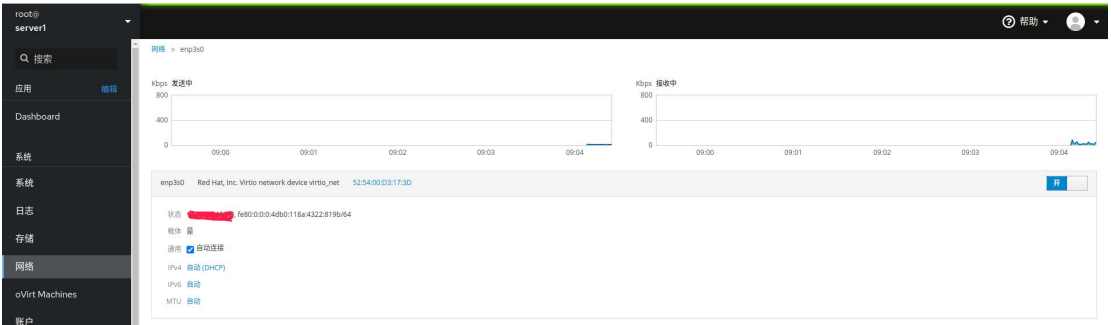 root@
server1
帮助
搜索
应用 编辑
Dashboard
系统
系统
日志
存储
网络
oVirt Machines
账户
网络 » enp3s0
Kbps 发送中
800
400
0
09:00 09:01 09:02 09:03 09:04
Kbps 接收中
800
400
0
09:00 09:01 09:02 09:03 09:04
enp3s0 Red Hat, Inc. Virtio network device virtio_net 52:54:00:D3:17:3D 开
状态 , fe80:0:0:0:4db0:118a:4322:819b/64
载体 是
通用 自动连接
IPv4 自动 (DHCP)
IPv6 自动
MTU 自动